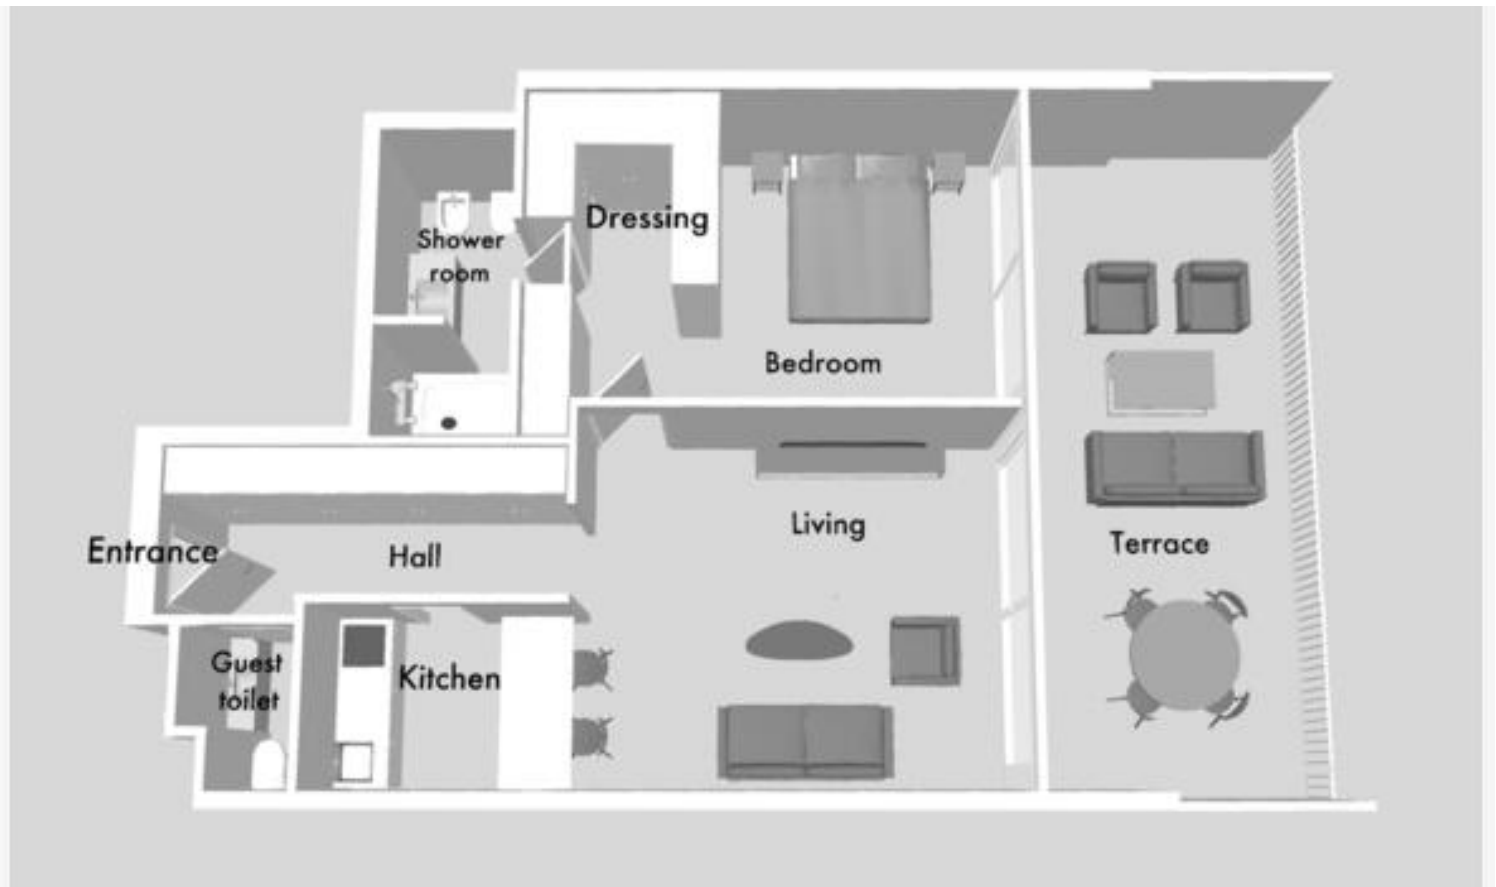 Dressing
Shower
room
Bedroom
Living
Terrace
Entrance
Hall
Guest
toilet
Kitchen